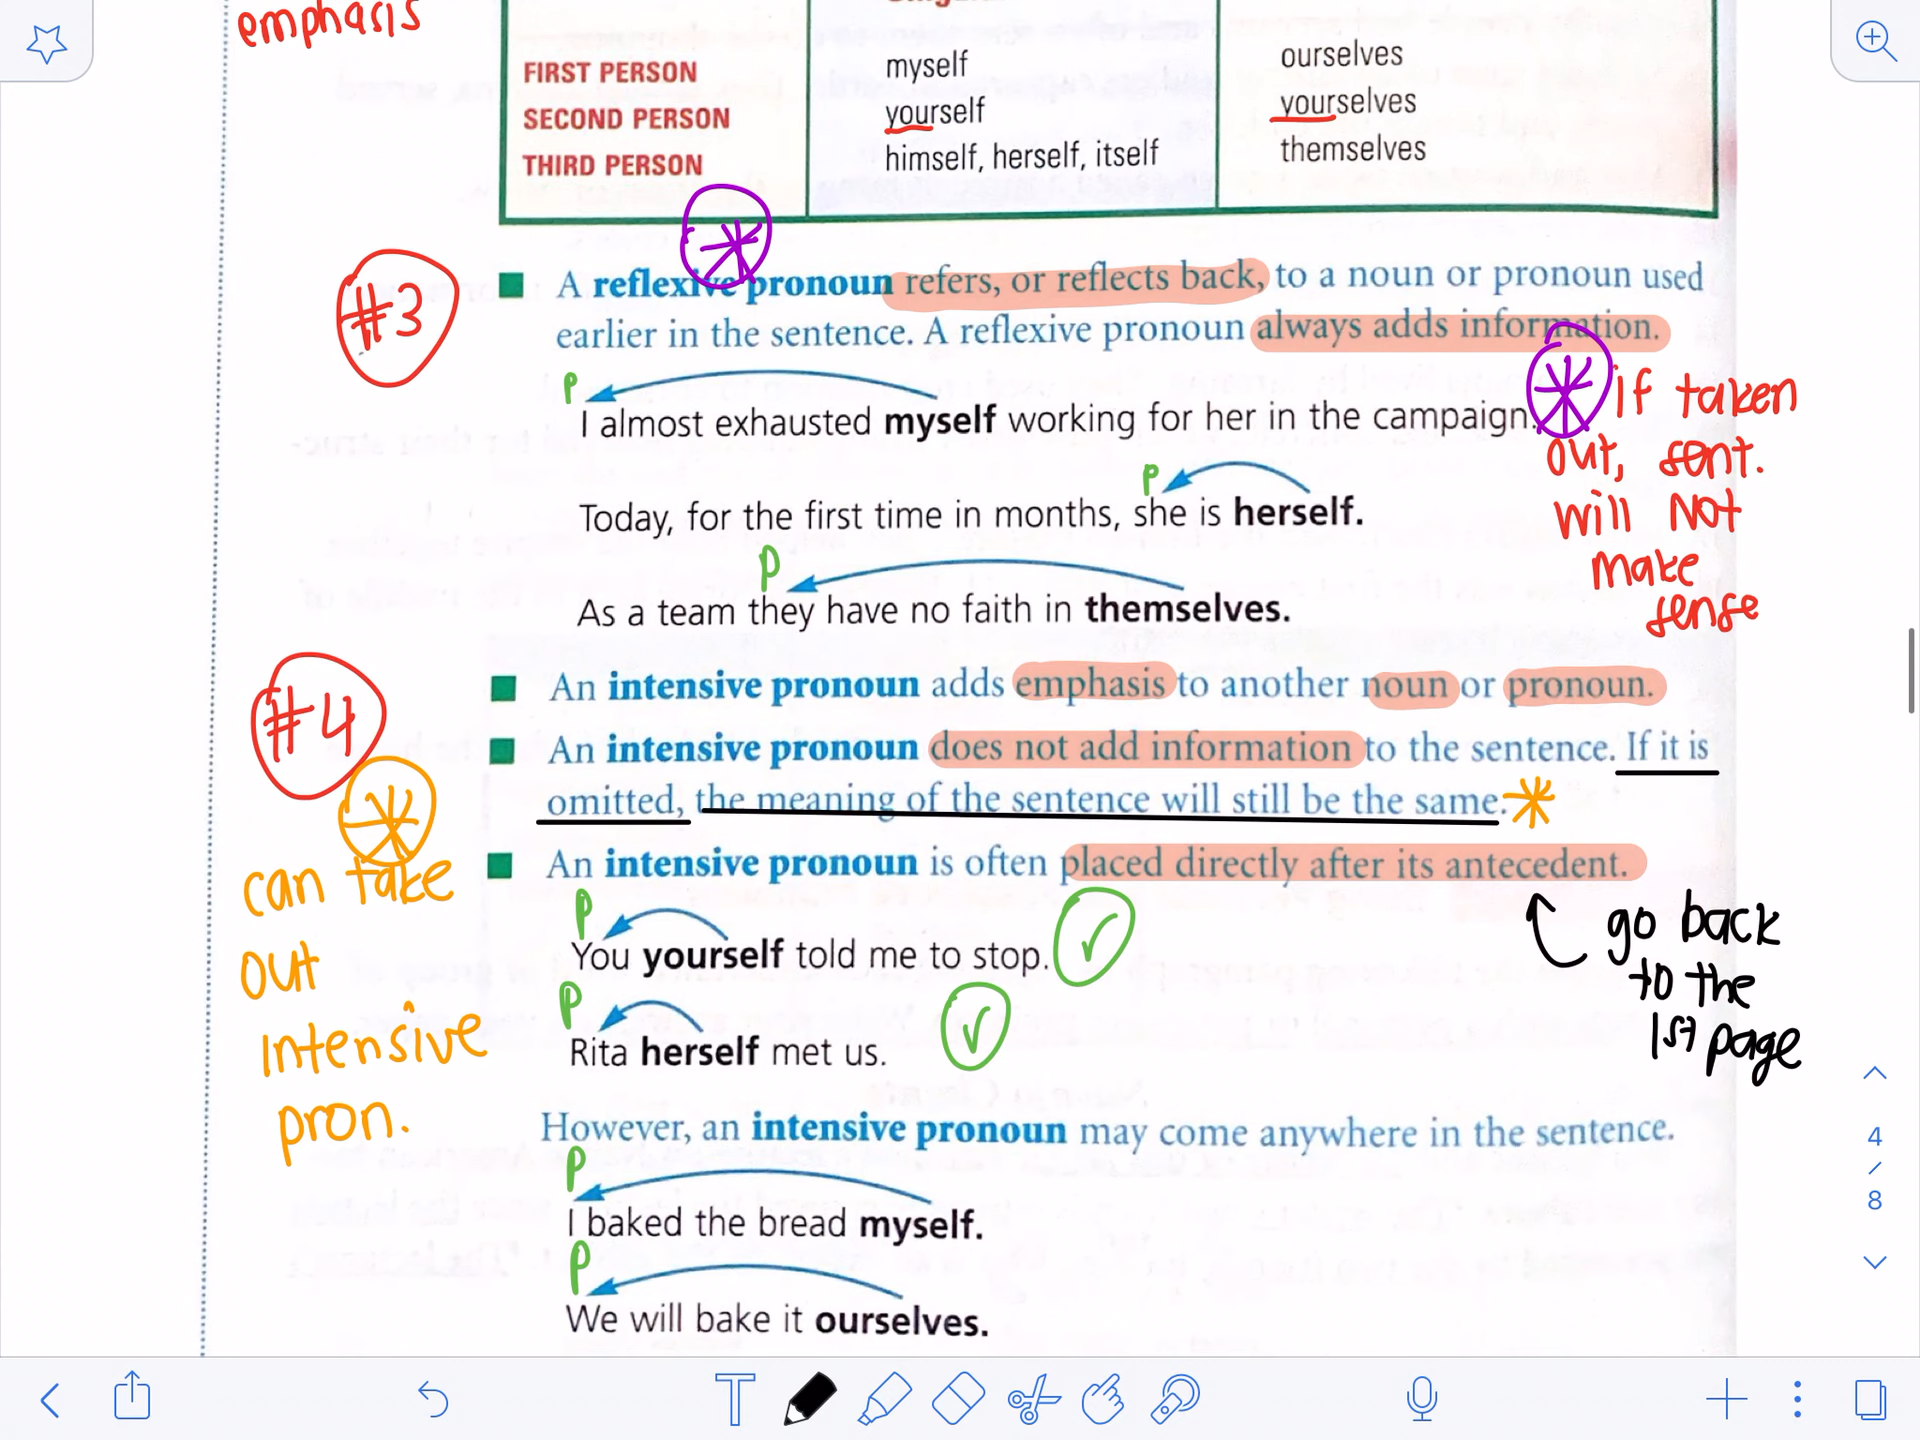 emphasis
FIRST PERSON myself ourselves
SECOND PERSON yourself yourselves
THIRD PERSON himself, herself, itself themselves
#3
A reflexive pronoun refers, or reflects back, to a noun or pronoun used
earlier in the sentence. A reflexive pronoun always adds information.
P
I almost exhausted myself working for her in the campaign.
if taken
out, sent.
will NOT
make
sense
P
Today, for the first time in months, she is herself.
P
As a team they have no faith in themselves.
#4
An intensive pronoun adds emphasis to another noun or pronoun.
An intensive pronoun does not add information to the sentence. If it is
omitted, the meaning of the sentence will still be the same.
An intensive pronoun is often placed directly after its antecedent.
can take
out
intensive
pron.
go back
to the
1st page
P
You yourself told me to stop.
P
Rita herself met us.
However, an intensive pronoun may come anywhere in the sentence.
P
I baked the bread myself.
P
We will bake it ourselves.
4
/
8
T